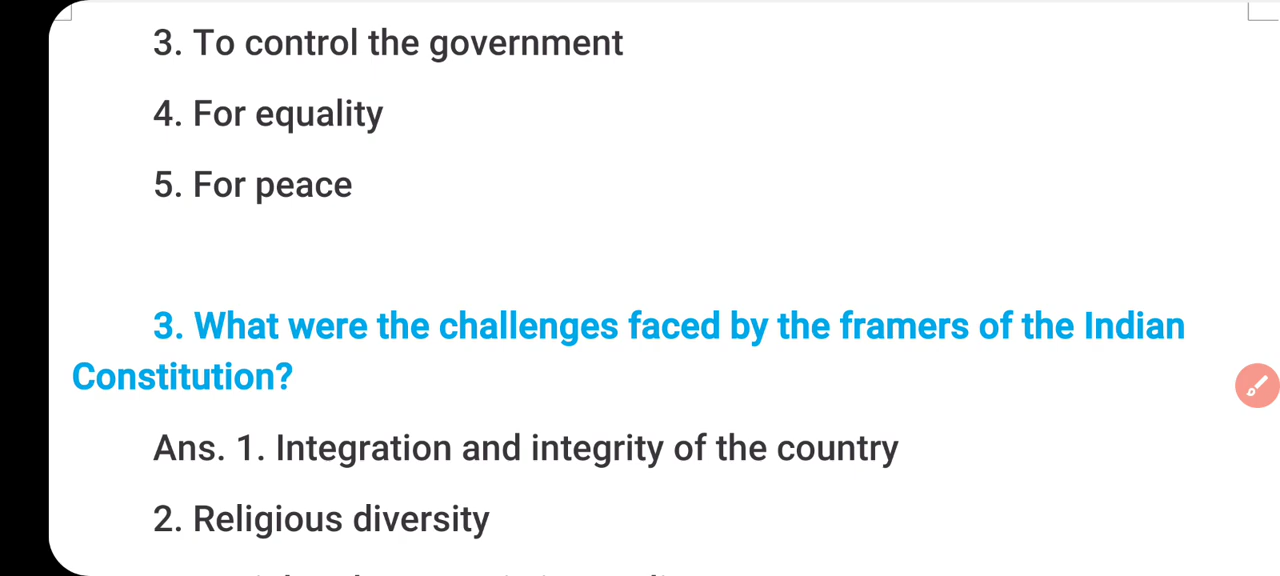 3. To control the government
4. For equality
5. For peace
3. What were the challenges faced by the framers of the Indian
Constitution?
Ans. 1. Integration and integrity of the country
2. Religious diversity